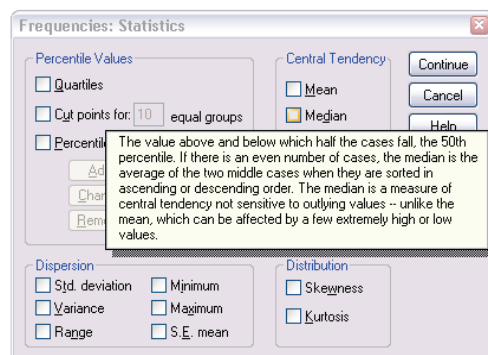 Frequencies: Statistics
Percentile Values
Central Tendency
Continue
Quartiles
Mean
Cancel
Cut points for: 10 equal groups
Median
Help
Percentile
The value above and below which half the cases fall, the 50th
percentile. If there is an even number of cases, the median is the
average of the two middle cases when they are sorted in
ascending or descending order. The median is a measure of
central tendency not sensitive to outlying values -- unlike the
mean, which can be affected by a few extremely high or low
values.
Ad
Chan
Remo
Dispersion
Distribution
Std. deviation
Minimum
Skewness
Variance
Maximum
Kurtosis
Range
S.E. mean